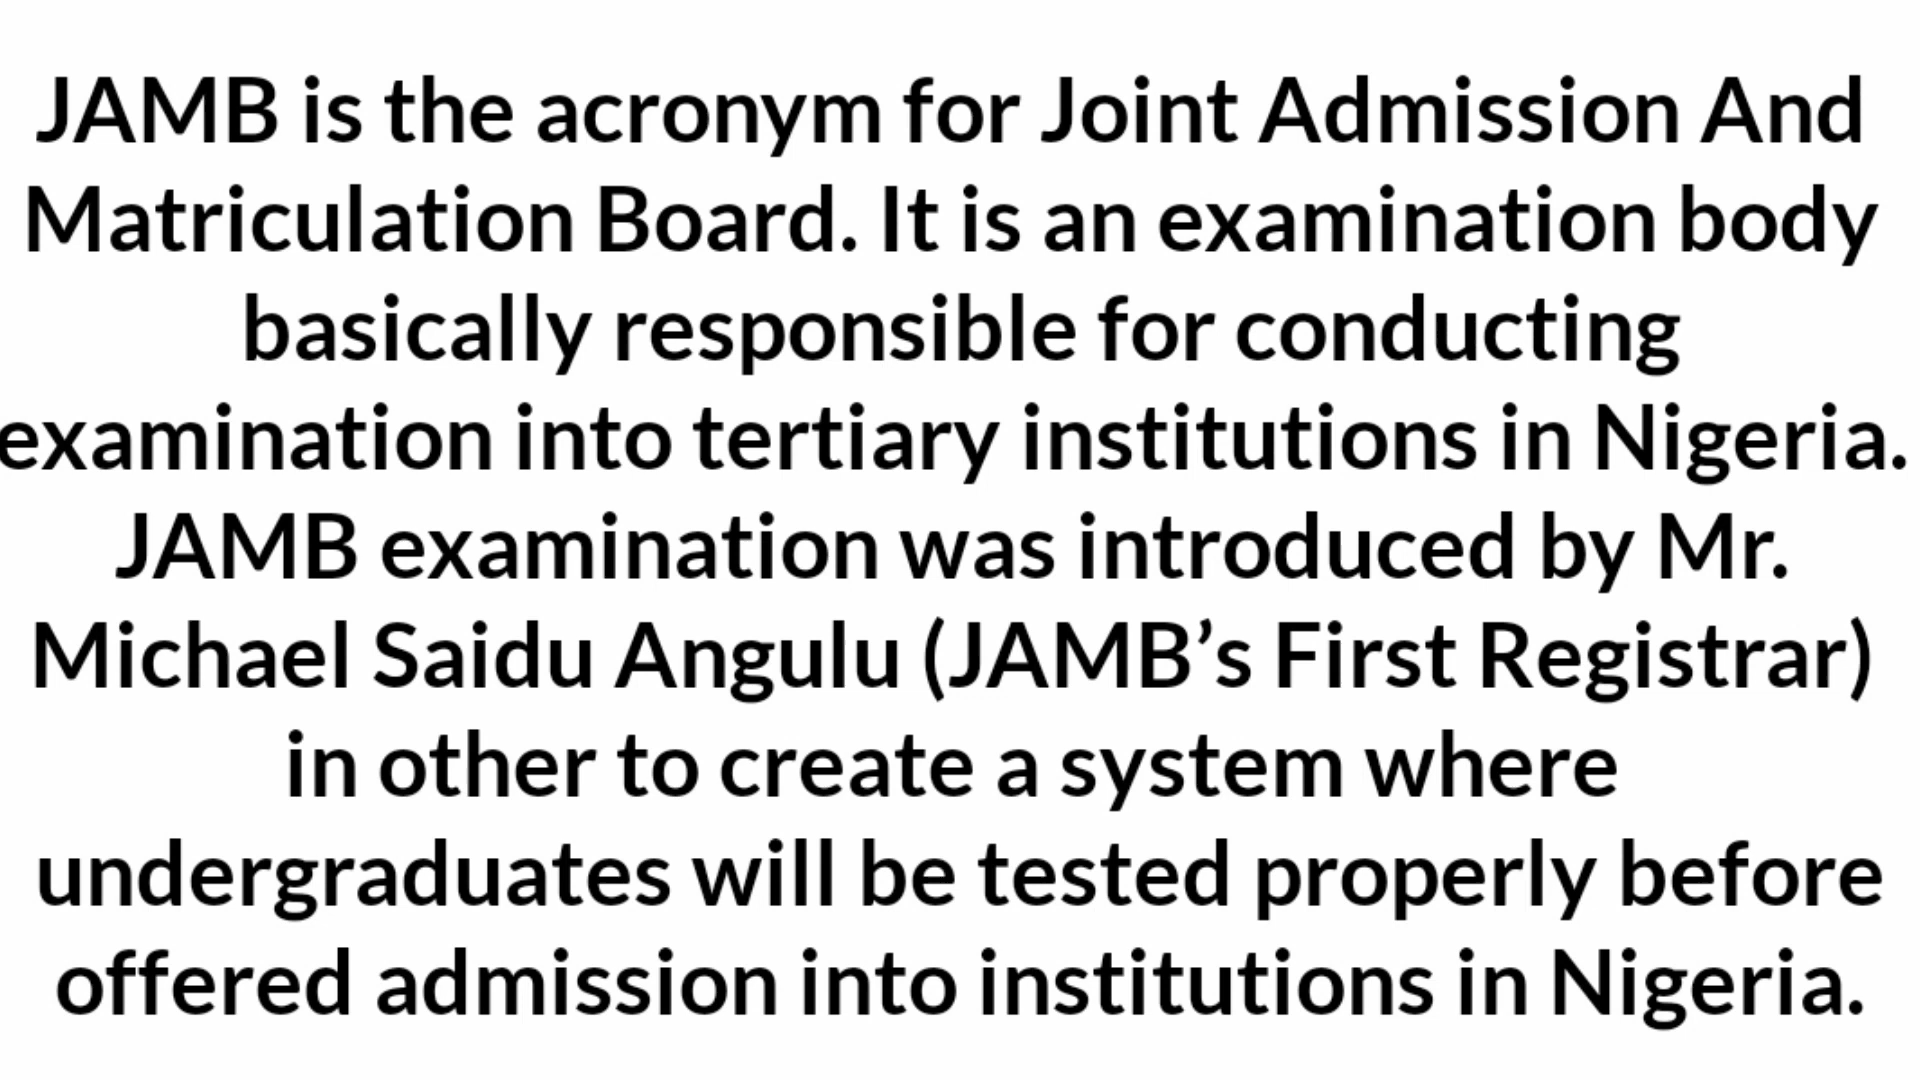 JAMB is the acronym for Joint Admission And
Matriculation Board. It is an examination body
basically responsible for conducting
examination into tertiary institutions in Nigeria.
JAMB examination was introduced by Mr.
Michael Saidu Angulu (JAMB’s First Registrar)
in other to create a system where
undergraduates will be tested properly before
offered admission into institutions in Nigeria.